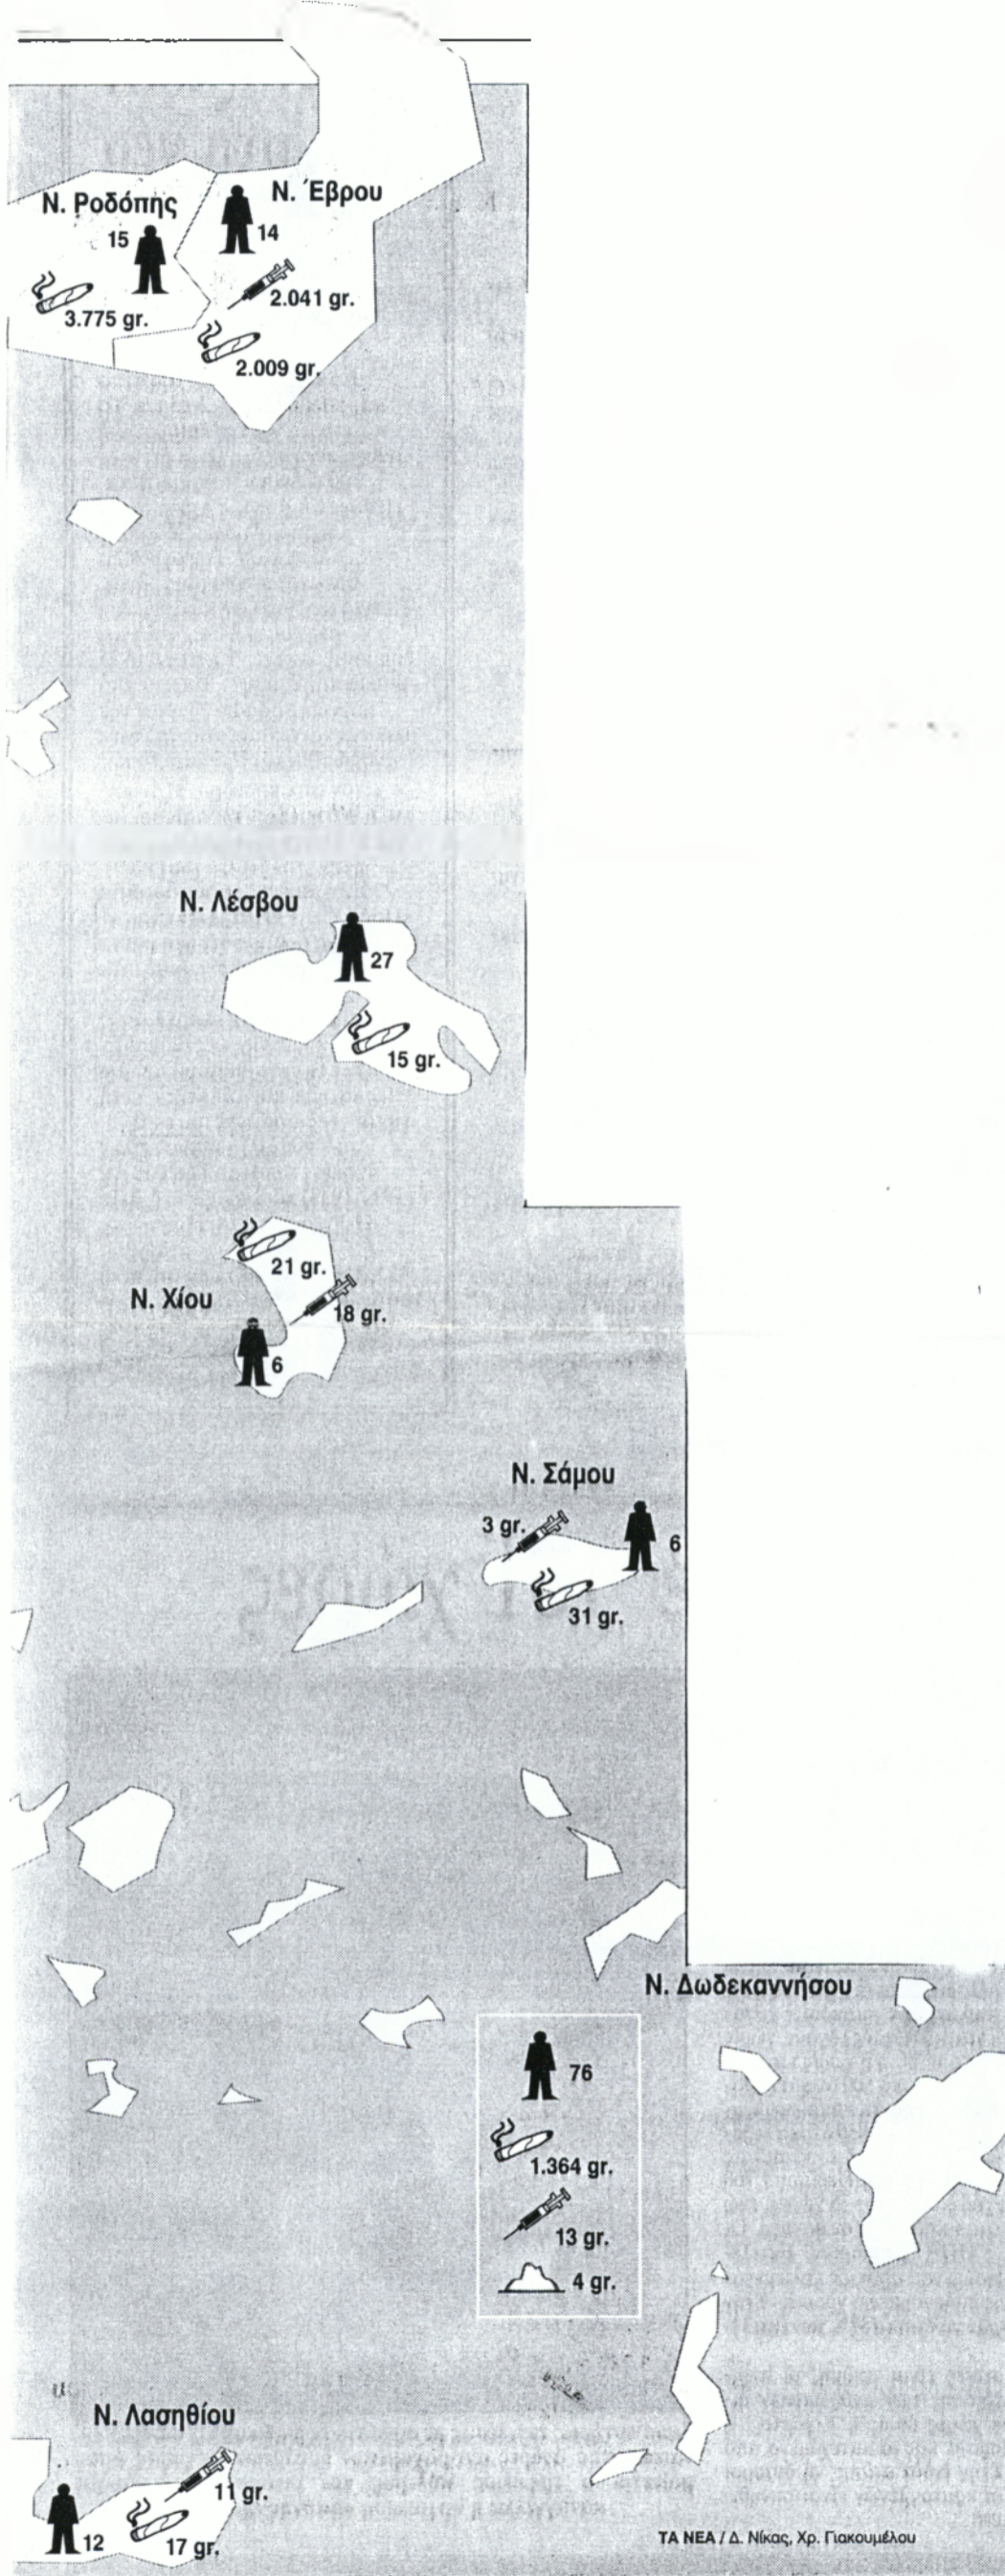 Ν. Ροδόπης
15
3.775 gr.
Ν. Έβρου
14
2.041 gr.
2.009 gr.
Ν. Λέσβου
27
15 gr.
21 gr.
Ν. Χίου
18 gr.
6
Ν. Σάμου
3 gr.
6
31 gr.
Ν. Δωδεκαννήσου
76
1.364 gr.
13 gr.
4 gr.
Ν. Λασηθίου
11 gr.
12
17 gr.
ΤΑ ΝΕΑ / Δ. Νίκας, Χρ. Γιακουμέλου